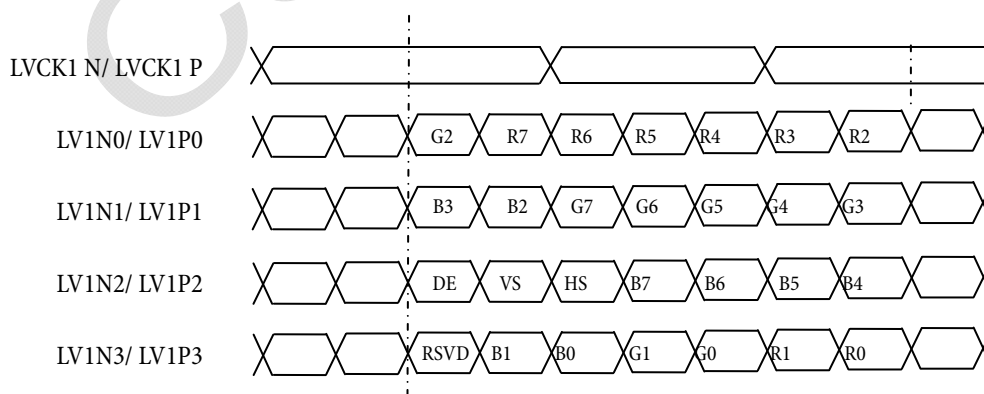 LVCK1 N/ LVCK1 P
LV1N0/ LV1P0 G2 R7 R6 R5 R4 R3 R2
LV1N1/ LV1P1 B3 B2 G7 G6 G5 G4 G3
LV1N2/ LV1P2 DE VS HS B7 B6 B5 B4
LV1N3/ LV1P3 RSVD B1 B0 G1 G0 R1 R0